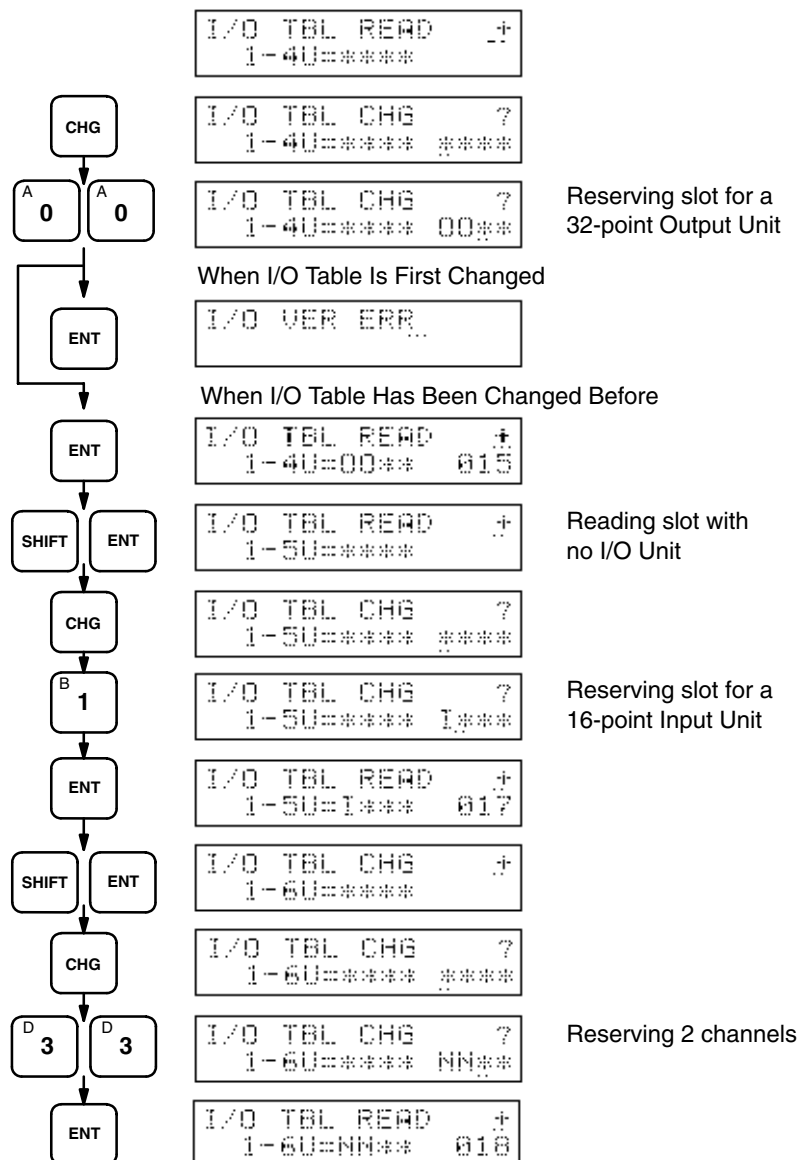 I/O TBL READ ↑
1-4U=****
CHG
I/O TBL CHG ?
1-4U=**** ****
A 0 A 0
I/O TBL CHG ?
1-4U=**** OO**
Reserving slot for a
32-point Output Unit
When I/O Table Is First Changed
ENT
I/O VER ERR
When I/O Table Has Been Changed Before
ENT
I/O TBL READ ↑
1-4U=OO** 015
SHIFT ENT
I/O TBL READ ↑
1-5U=****
Reading slot with
no I/O Unit
CHG
I/O TBL CHG ?
1-5U=**** ****
B 1
I/O TBL CHG ?
1-5U=**** I***
Reserving slot for a
16-point Input Unit
ENT
I/O TBL READ ↑
1-5U=I*** 017
SHIFT ENT
I/O TBL CHG ↑
1-6U=****
CHG
I/O TBL CHG ?
1-6U=**** ****
D 3 D 3
I/O TBL CHG ?
1-6U=**** NN**
Reserving 2 channels
ENT
I/O TBL READ ↑
1-6U=NN** 018